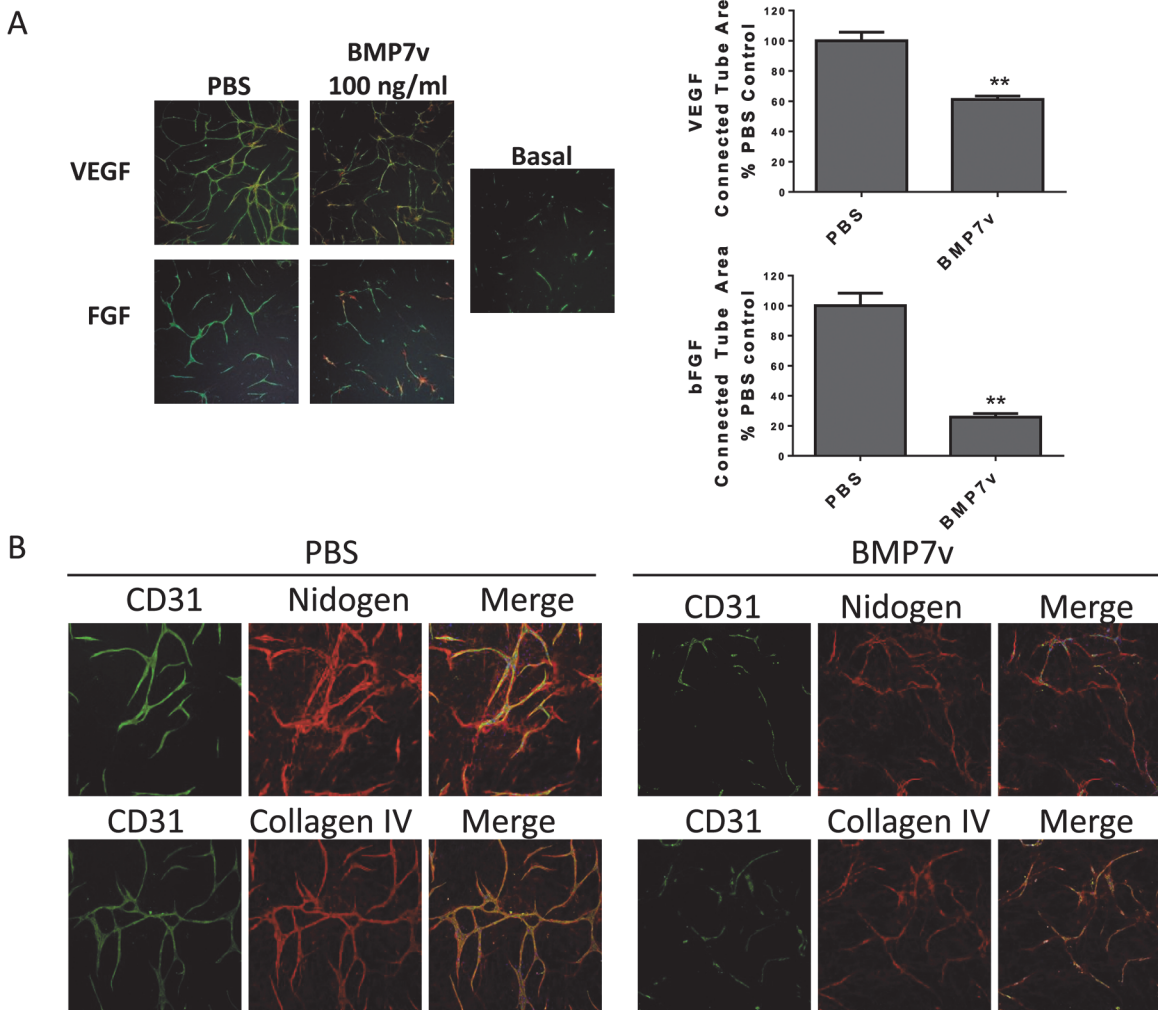 A
PBS
BMP7v
100 ng/ml
Basal
VEGF
FGF
VEGF
Connected Tube Area
% PBS Control
120
100
80
60
40
20
0
**
PBS
BMP7v
bFGF
Connected Tube Area
% PBS control
120
100
80
60
40
20
0
**
PBS
BMP7v
B
PBS
BMP7v
CD31 Nidogen Merge
CD31 Nidogen Merge
CD31 Collagen IV Merge
CD31 Collagen IV Merge